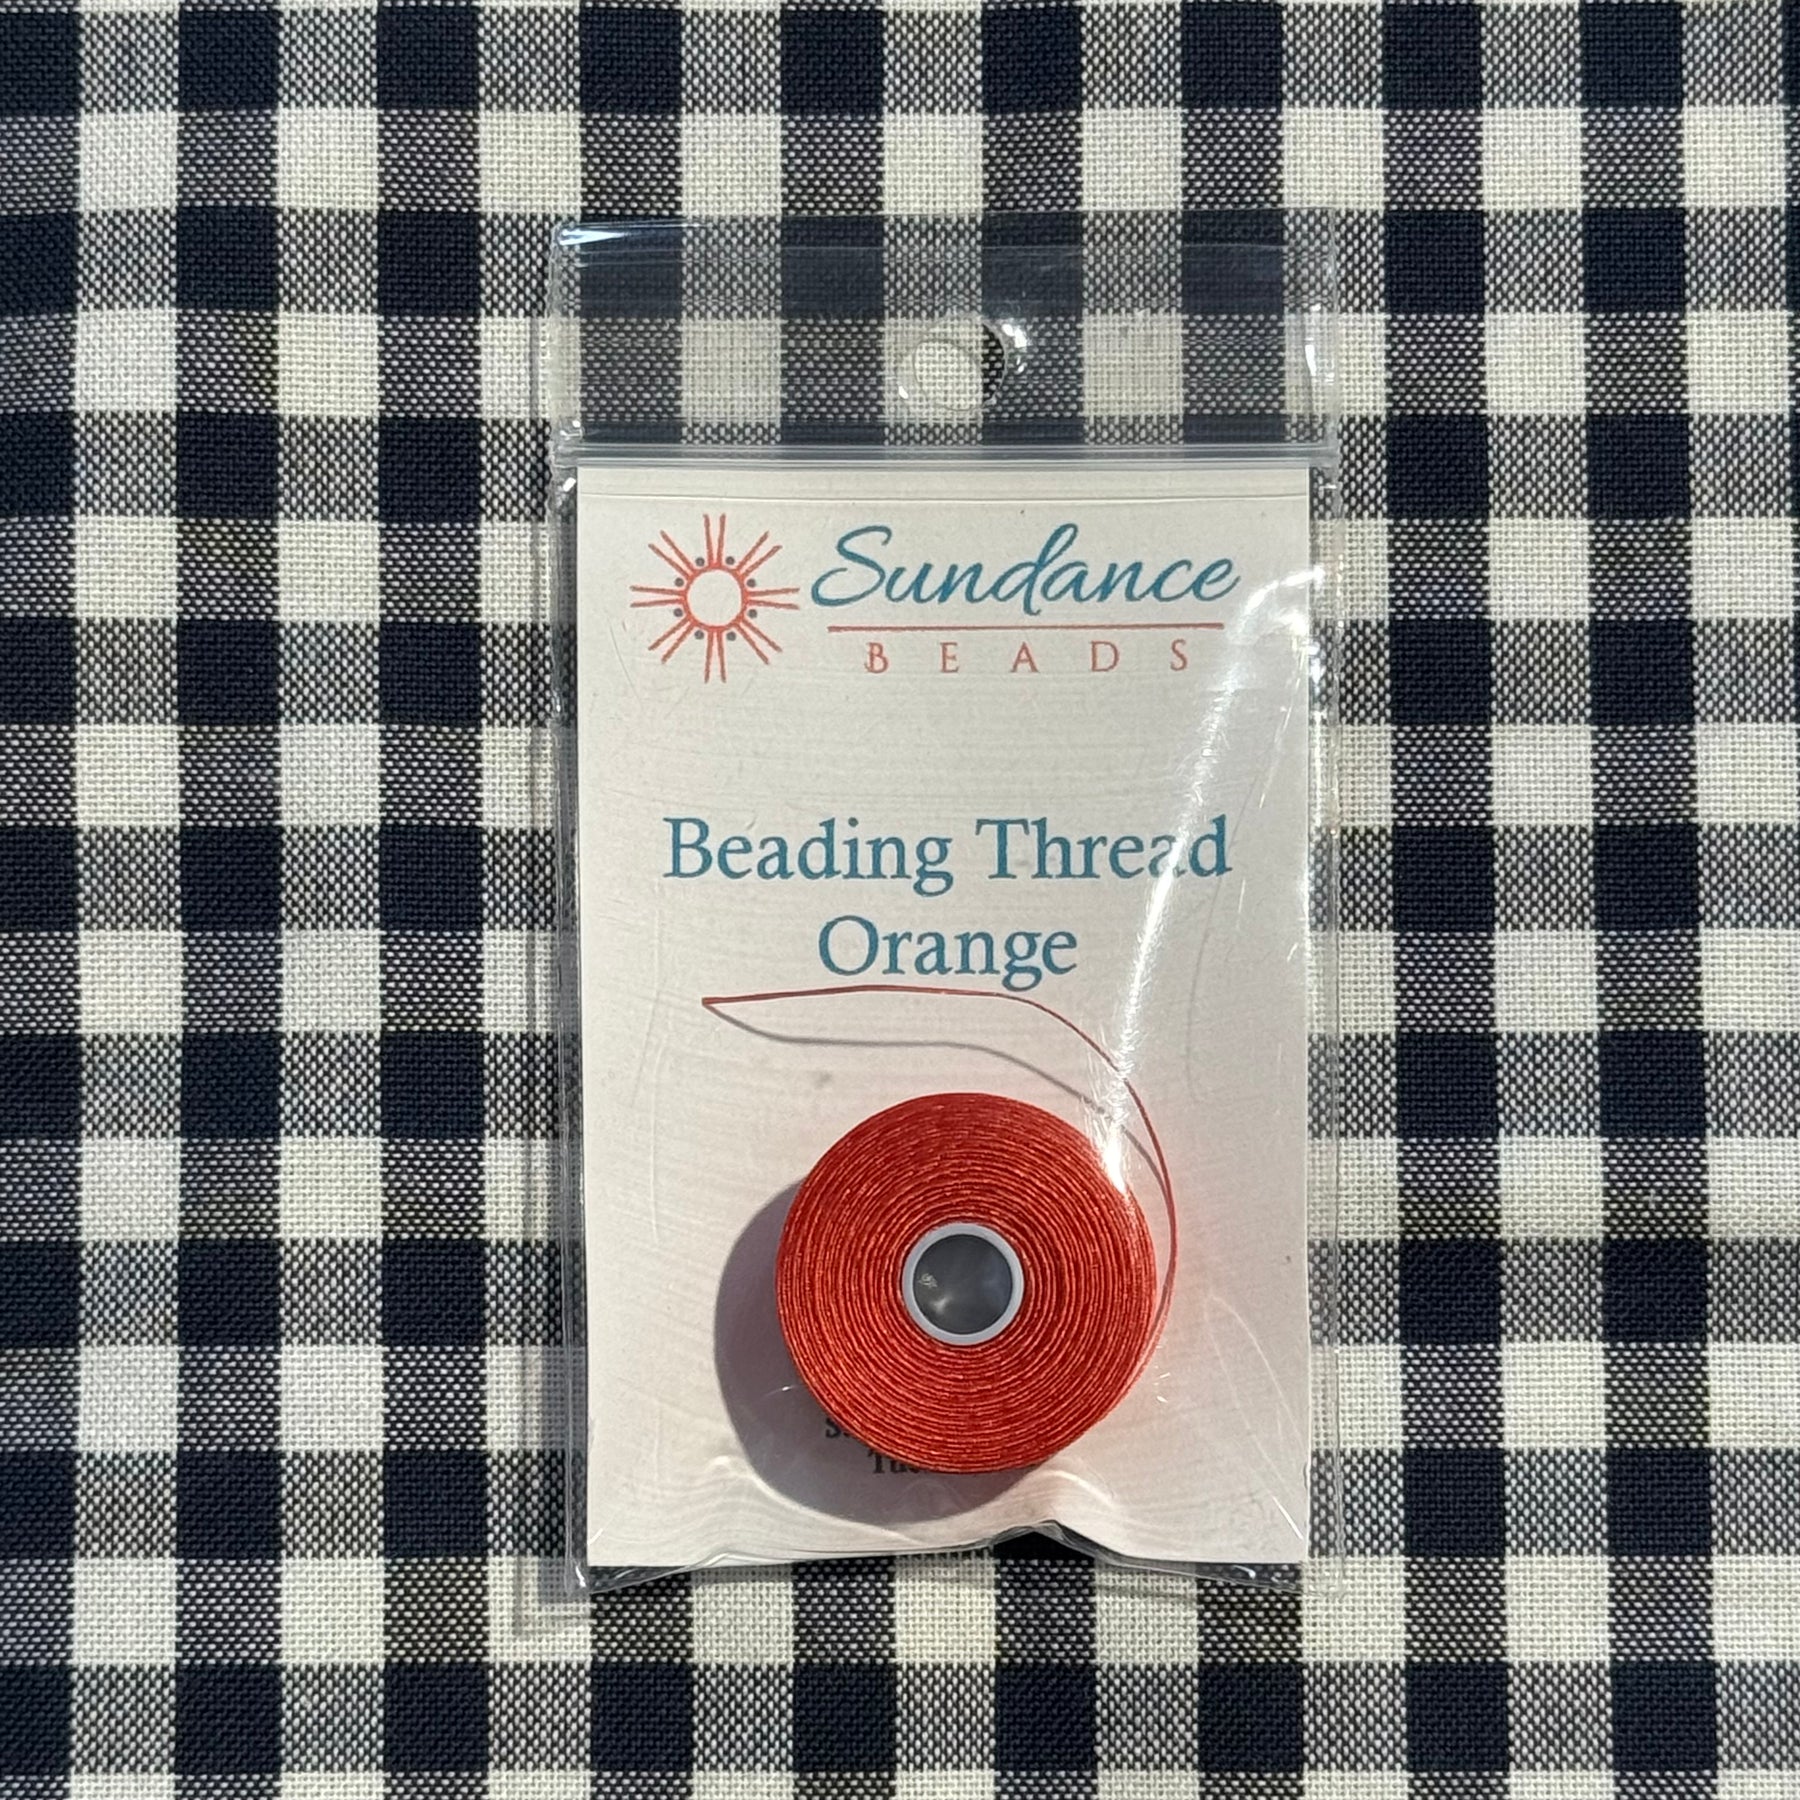 Sundance
BEADS
Beading Thread
Orange